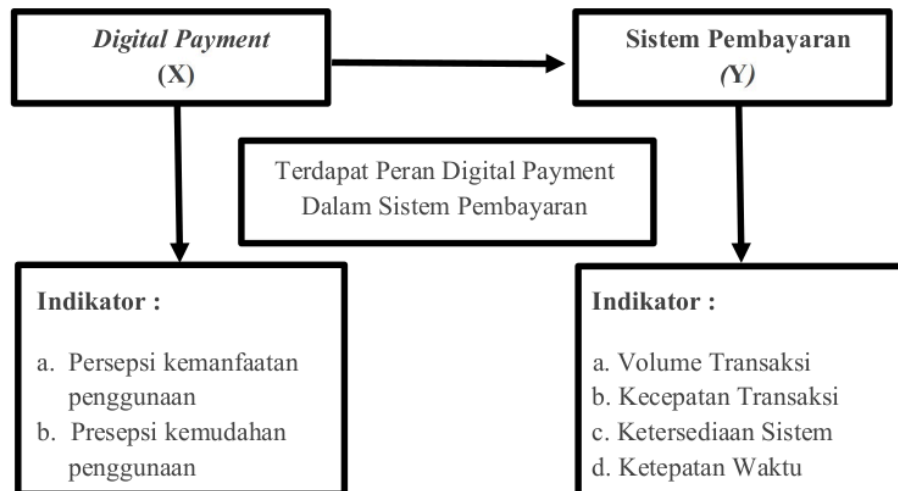 Digital Payment
(X)
Sistem Pembayaran
(Y)
Terdapat Peran Digital Payment
Dalam Sistem Pembayaran
Indikator :
a. Persepsi kemanfaatan
penggunaan
b. Presepsi kemudahan
penggunaan
Indikator :
a. Volume Transaksi
b. Kecepatan Transaksi
c. Ketersediaan Sistem
d. Ketepatan Waktu